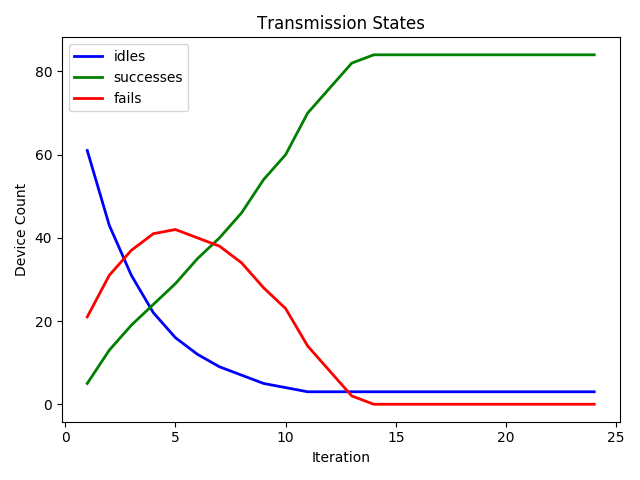 Transmission States
idles
successes
fails
80
60
40
20
0
Device Count
0 5 10 15 20 25
Iteration